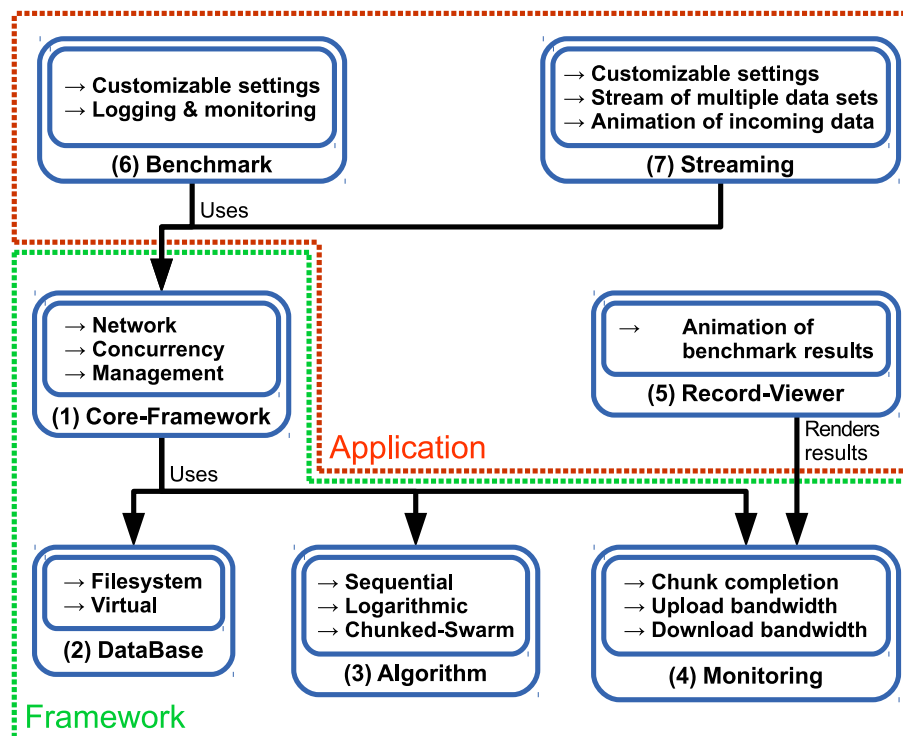 → Customizable settings
→ Logging & monitoring
(6) Benchmark
→ Customizable settings
→ Stream of multiple data sets
→ Animation of incoming data
(7) Streaming
Uses
→ Network
→ Concurrency
→ Management
(1) Core-Framework
→ Animation of
benchmark results
(5) Record-Viewer
Application
Renders
results
Uses
→ Filesystem
→ Virtual
(2) DataBase
→ Sequential
→ Logarithmic
→ Chunked-Swarm
(3) Algorithm
→ Chunk completion
→ Upload bandwidth
→ Download bandwidth
(4) Monitoring
Framework